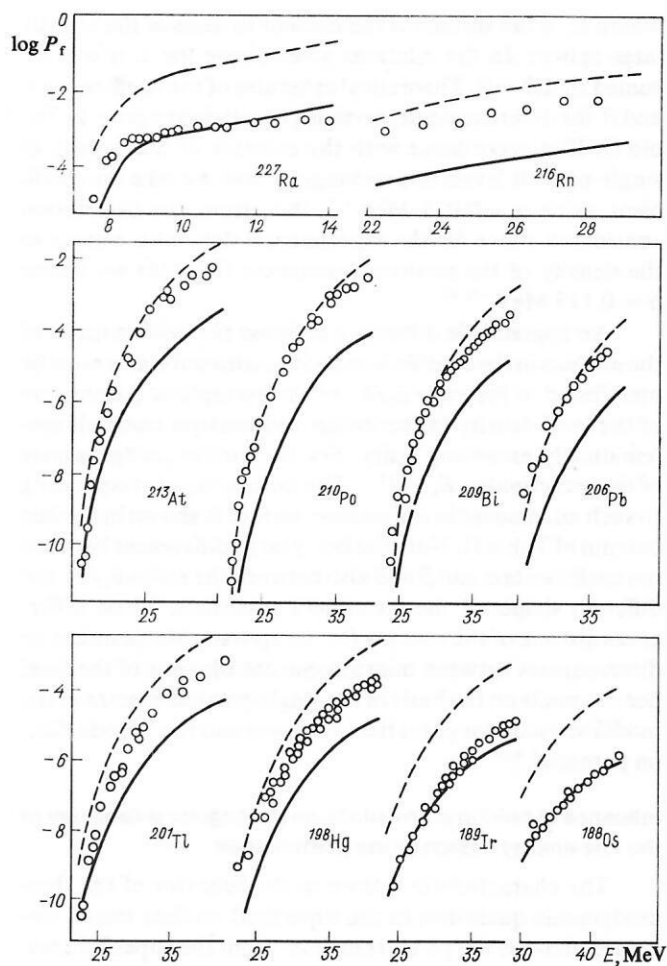 0
log P_f
-2
-4
²²⁷Ra
²¹⁶Rn
8 10 12 14 22 24 26 28
-2
-4
-6
-8
-10
²¹³At
²¹⁰Po
²⁰⁹Bi
²⁰⁶Pb
25 25 35 25 35 35
-4
-6
-8
-10
²⁰¹Tl
¹⁹⁸Hg
¹⁸⁹Ir
¹⁸⁸Os
25 35 25 35 25 35 30 40 E, MeV